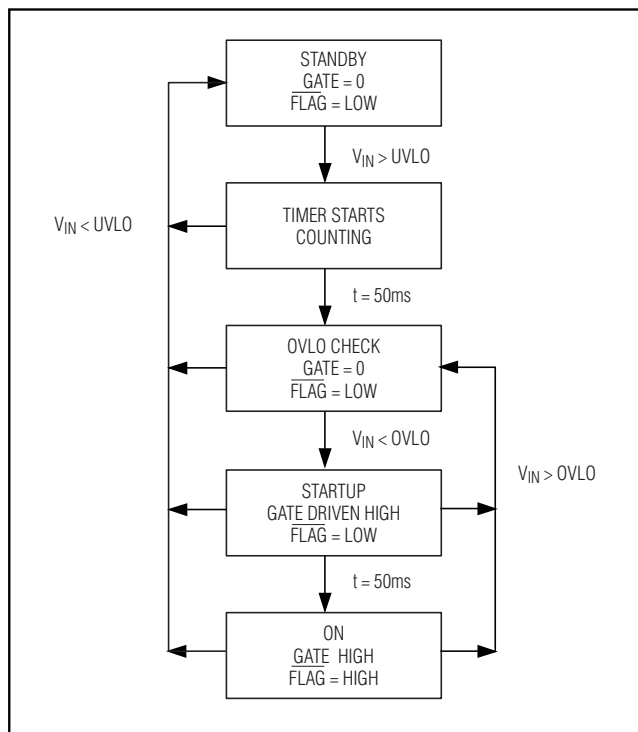 STANDBY
GATE = 0
FLAG = LOW
VIN > UVLO
TIMER STARTS
COUNTING
VIN < UVLO
t = 50ms
OVLO CHECK
GATE = 0
FLAG = LOW
VIN < OVLO
VIN > OVLO
STARTUP
GATE DRIVEN HIGH
FLAG = LOW
t = 50ms
ON
GATE HIGH
FLAG = HIGH